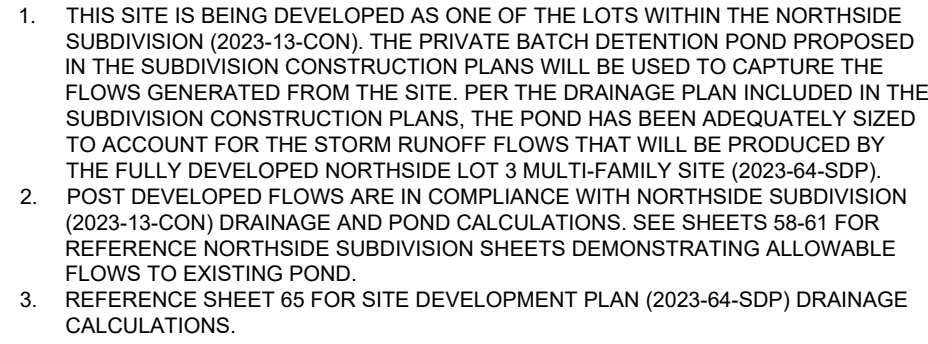 1. THIS SITE IS BEING DEVELOPED AS ONE OF THE LOTS WITHIN THE NORTHSIDE
SUBDIVISION (2023-13-CON). THE PRIVATE BATCH DETENTION POND PROPOSED
IN THE SUBDIVISION CONSTRUCTION PLANS WILL BE USED TO CAPTURE THE
FLOWS GENERATED FROM THE SITE. PER THE DRAINAGE PLAN INCLUDED IN THE
SUBDIVISION CONSTRUCTION PLANS, THE POND HAS BEEN ADEQUATELY SIZED
TO ACCOUNT FOR THE STORM RUNOFF FLOWS THAT WILL BE PRODUCED BY
THE FULLY DEVELOPED NORTHSIDE LOT 3 MULTI-FAMILY SITE (2023-64-SDP).
2. POST DEVELOPED FLOWS ARE IN COMPLIANCE WITH NORTHSIDE SUBDIVISION
(2023-13-CON) DRAINAGE AND POND CALCULATIONS. SEE SHEETS 58-61 FOR
REFERENCE NORTHSIDE SUBDIVISION SHEETS DEMONSTRATING ALLOWABLE
FLOWS TO EXISTING POND.
3. REFERENCE SHEET 65 FOR SITE DEVELOPMENT PLAN (2023-64-SDP) DRAINAGE
CALCULATIONS.